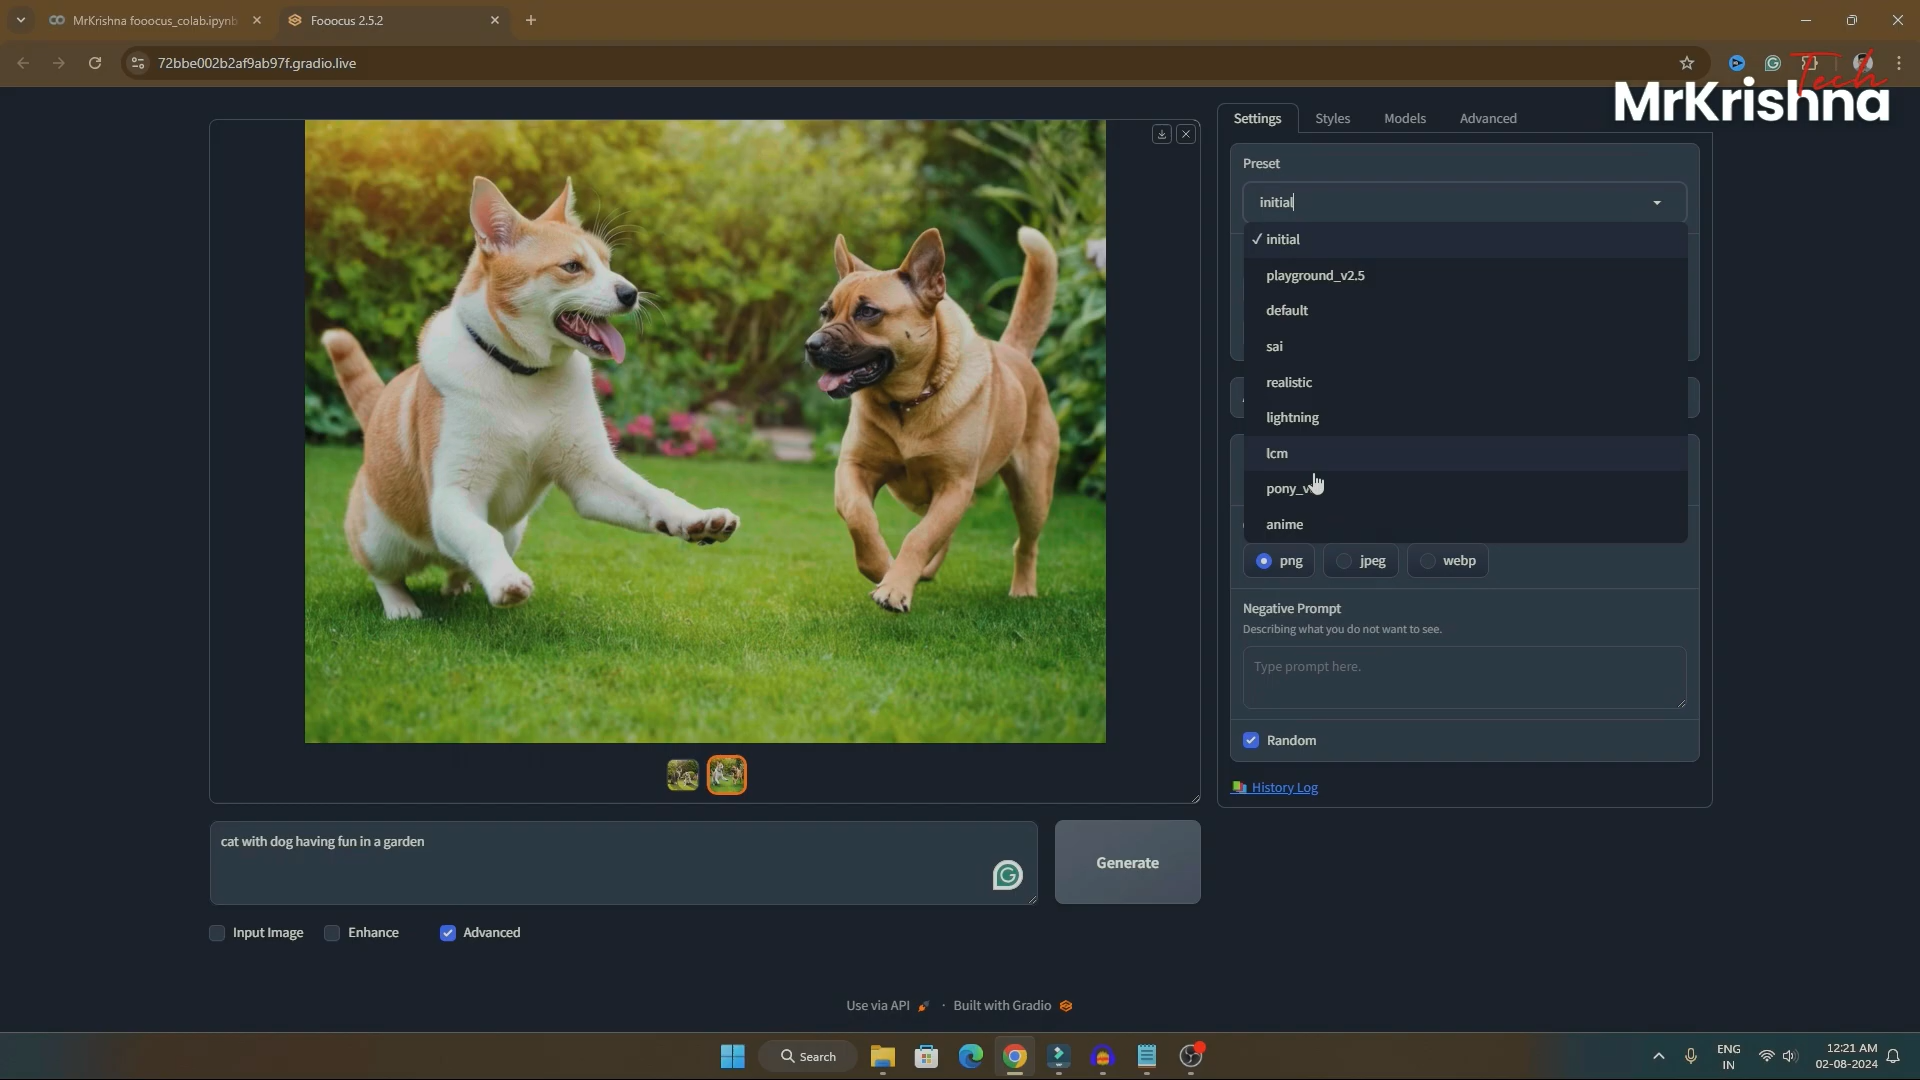 MrKrishna fooocus_colab.ipynb
Fooocus 2.5.2
72bbe002b2af9ab97f.gradio.live
Tech
MrKrishna
Settings
Styles
Models
Advanced
Preset
initial
✓ initial
playground_v2.5
default
sai
realistic
lightning
lcm
pony_v
anime
png
jpeg
webp
Negative Prompt
Describing what you do not want to see.
Type prompt here.
Random
History Log
cat with dog having fun in a garden
Generate
Input Image
Enhance
Advanced
Use via API · Built with Gradio
Search
ENG
IN
12:21 AM
02-08-2024